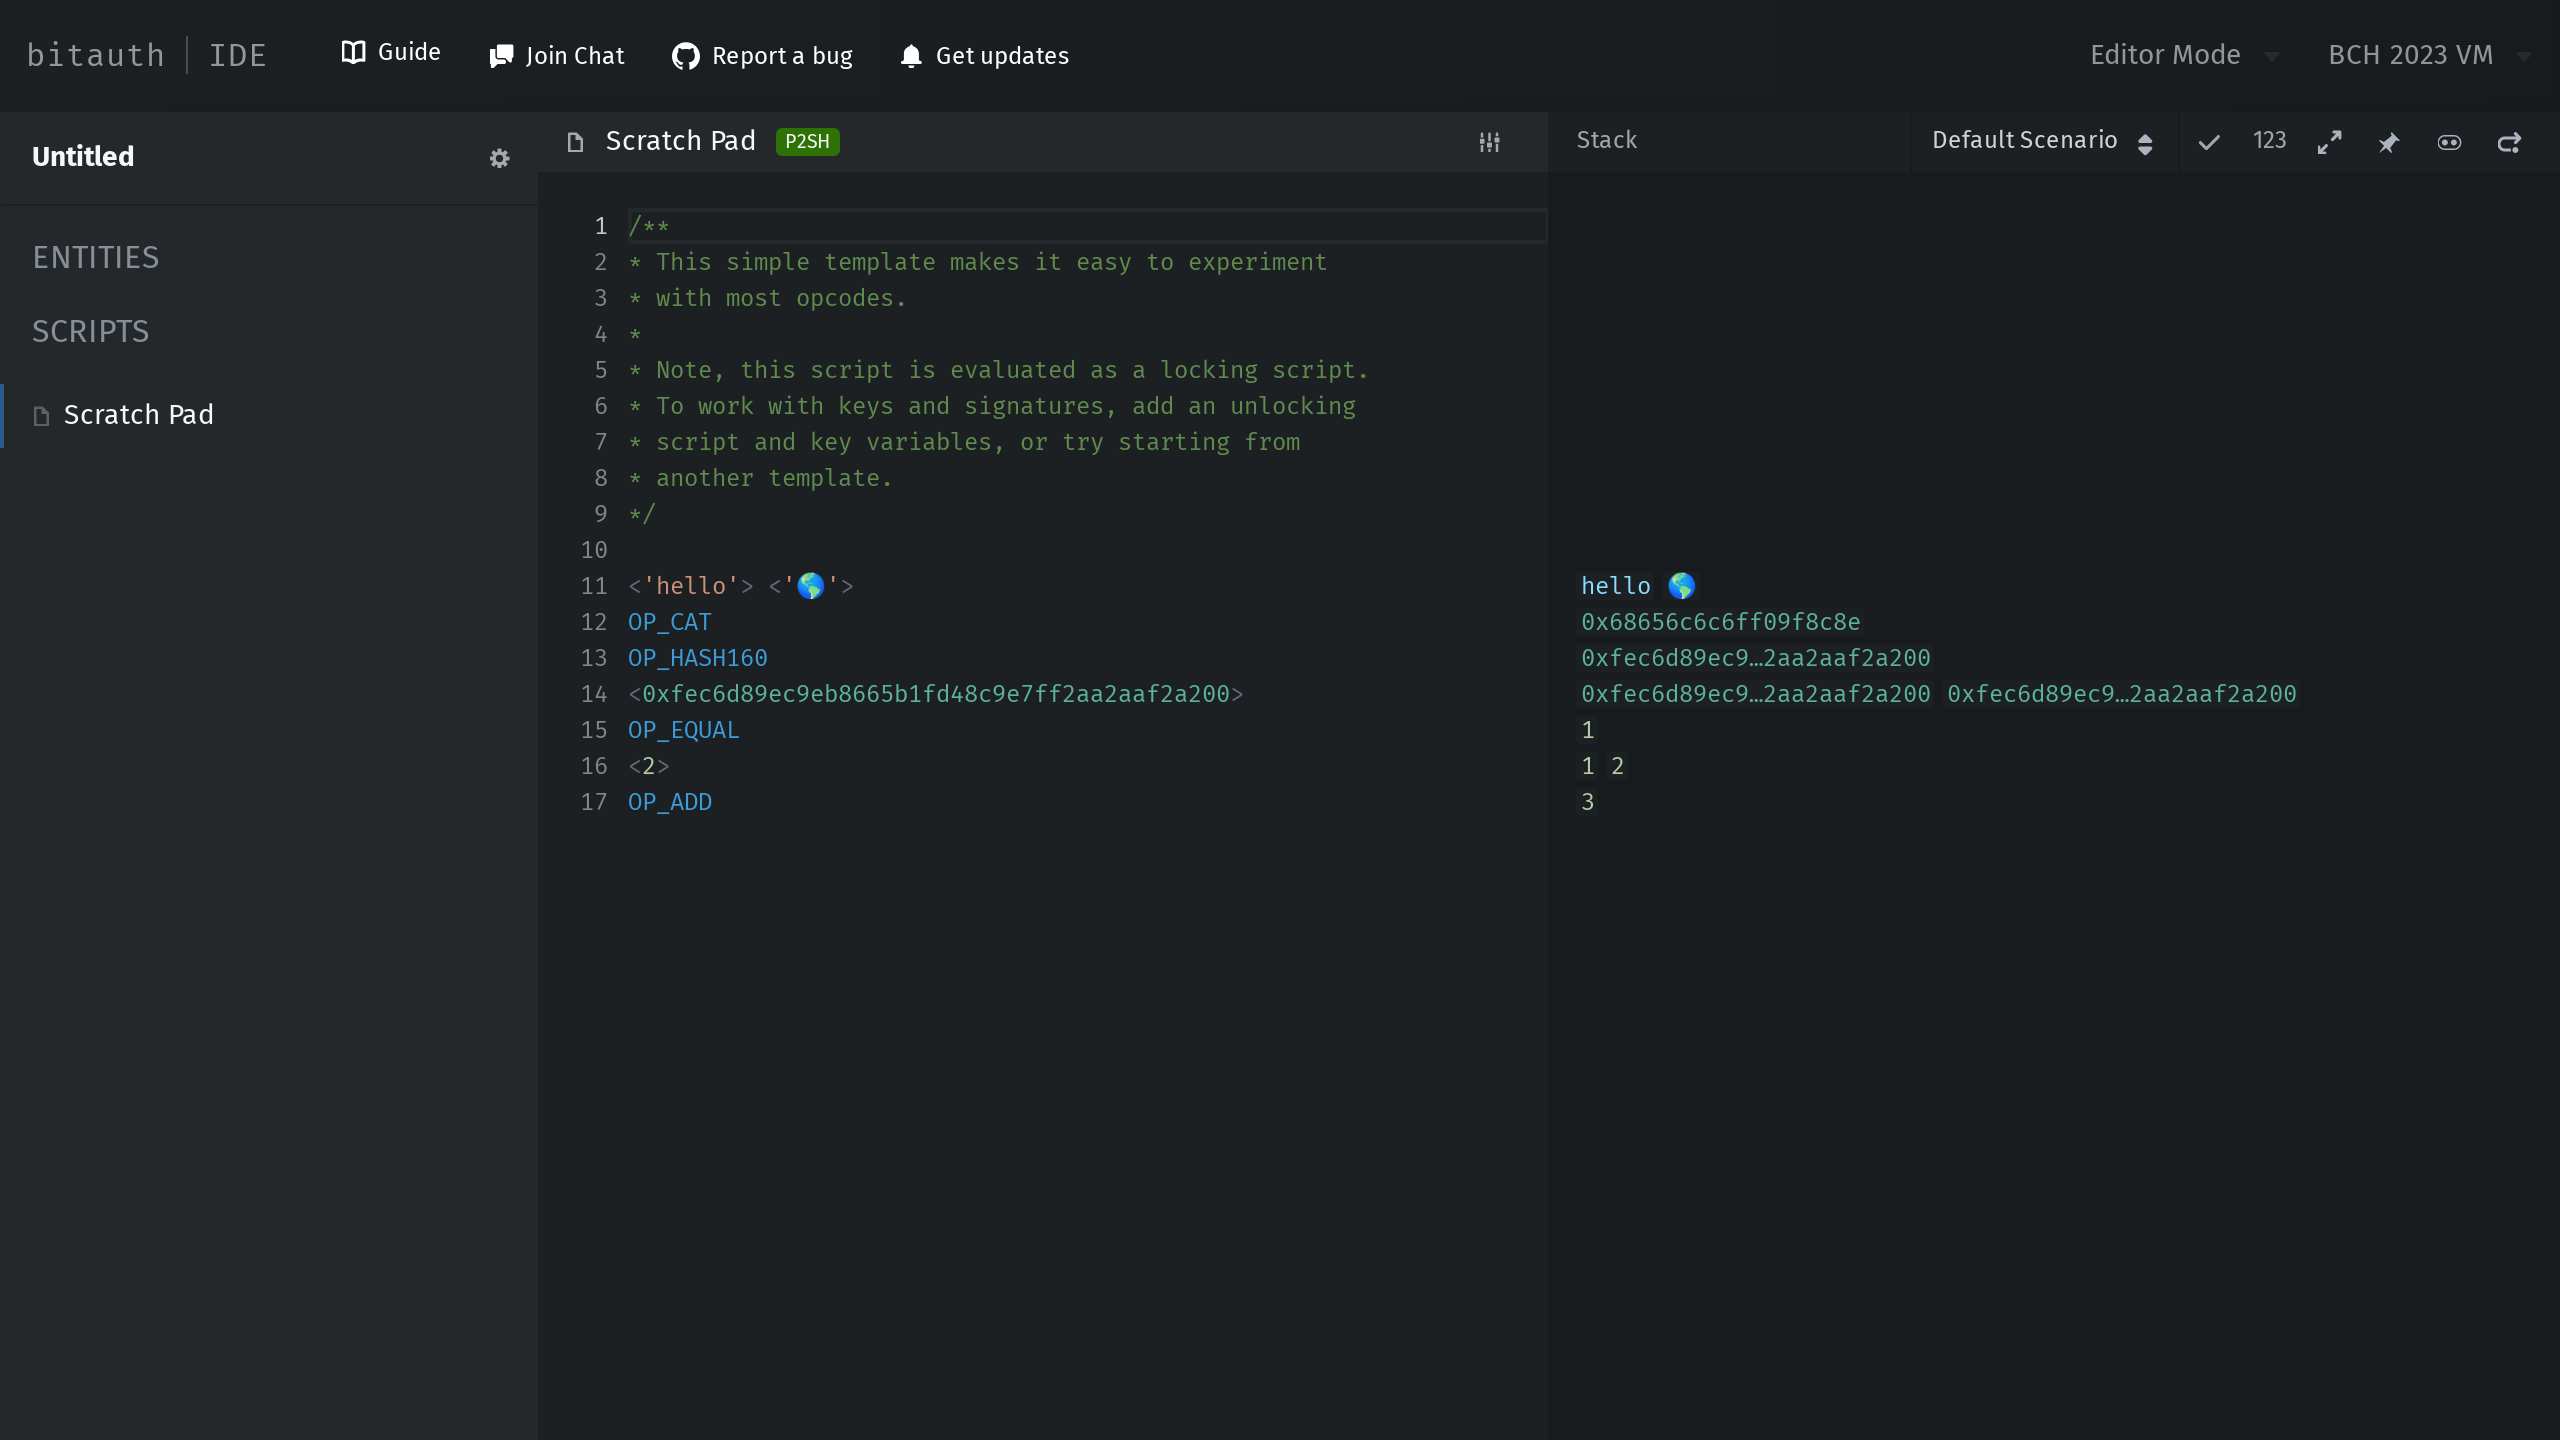 bitauth | IDE
Guide
Join Chat
Report a bug
Get updates
Editor Mode
BCH 2023 VM
Untitled
ENTITIES
SCRIPTS
Scratch Pad
Scratch Pad P2SH
1 /**
2 * This simple template makes it easy to experiment
3 * with most opcodes.
4 *
5 * Note, this script is evaluated as a locking script.
6 * To work with keys and signatures, add an unlocking
7 * script and key variables, or try starting from
8 * another template.
9 */
10
11 <'hello'> <'🌎'>
12 OP_CAT
13 OP_HASH160
14 <0xfec6d89ec9eb8665b1fd48c9e7ff2aa2aaf2a200>
15 OP_EQUAL
16 <2>
17 OP_ADD
Stack
Default Scenario
123
hello 🌎
0x68656c6c6ff09f8c8e
0xfec6d89ec9…2aa2aaf2a200
0xfec6d89ec9…2aa2aaf2a200 0xfec6d89ec9…2aa2aaf2a200
1
1 2
3